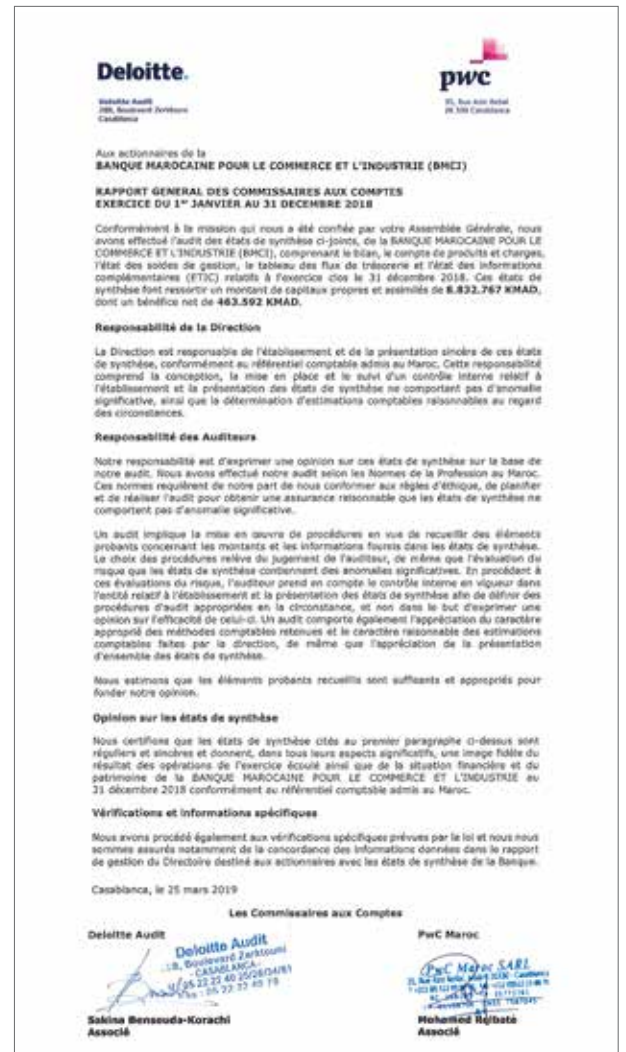 Deloitte.
pwc
Deloitte Audit
288, Boulevard Zerktouni
Casablanca
35, Rue Aziz Bellal
20 330 Casablanca
Aux actionnaires de la
BANQUE MAROCAINE POUR LE COMMERCE ET L'INDUSTRIE (BMCI)
RAPPORT GENERAL DES COMMISSAIRES AUX COMPTES
EXERCICE DU 1er JANVIER AU 31 DECEMBRE 2018
Conformément à la mission qui nous a été confiée par votre Assemblée Générale, nous
avons effectué l'audit des états de synthèse ci-joints, de la BANQUE MAROCAINE POUR LE
COMMERCE ET L'INDUSTRIE (BMCI), comprenant le bilan, le compte de produits et charges,
l'état des soldes de gestion, le tableau des flux de trésorerie et l'état des informations
complémentaires (ETIC) relatifs à l'exercice clos le 31 décembre 2018. Ces états de
synthèse font ressortir un montant de capitaux propres et assimilés de 8.832.767 KMAD,
dont un bénéfice net de 463.592 KMAD.
Responsabilité de la Direction
La Direction est responsable de l'établissement et de la présentation sincère de ces états
de synthèse, conformément au référentiel comptable admis au Maroc. Cette responsabilité
comprend la conception, la mise en place et le suivi d'un contrôle interne relatif à
l'établissement et la présentation des états de synthèse ne comportant pas d'anomalie
significative, ainsi que la détermination d'estimations comptables raisonnables au regard
des circonstances.
Responsabilité des Auditeurs
Notre responsabilité est d'exprimer une opinion sur ces états de synthèse sur la base de
notre audit. Nous avons effectué notre audit selon les Normes de la Profession au Maroc.
Ces normes requièrent de notre part de nous conformer aux règles d'éthique, de planifier
et de réaliser l'audit pour obtenir une assurance raisonnable que les états de synthèse ne
comportent pas d'anomalie significative.
Un audit implique la mise en œuvre de procédures en vue de recueillir des éléments
probants concernant les montants et les informations fournis dans les états de synthèse.
Le choix des procédures relève du jugement de l'auditeur, de même que l'évaluation du
risque que les états de synthèse contiennent des anomalies significatives. En procédant à
ces évaluations du risque, l'auditeur prend en compte le contrôle interne en vigueur dans
l'entité relatif à l'établissement et la présentation des états de synthèse afin de définir des
procédures d'audit appropriées en la circonstance, et non dans le but d'exprimer une
opinion sur l'efficacité de celui-ci. Un audit comporte également l'appréciation du caractère
approprié des méthodes comptables retenues et le caractère raisonnable des estimations
comptables faites par la direction, de même que l'appréciation de la présentation
d'ensemble des états de synthèse.
Nous estimons que les éléments probants recueillis sont suffisants et appropriés pour
fonder notre opinion.
Opinion sur les états de synthèse
Nous certifions que les états de synthèse cités au premier paragraphe ci-dessus sont
réguliers et sincères et donnent, dans tous leurs aspects significatifs, une image fidèle du
résultat des opérations de l'exercice écoulé ainsi que de la situation financière et du
patrimoine de la BANQUE MAROCAINE POUR LE COMMERCE ET L'INDUSTRIE au
31 décembre 2018 conformément au référentiel comptable admis au Maroc.
Vérifications et informations spécifiques
Nous avons procédé également aux vérifications spécifiques prévues par la loi et nous nous
sommes assurés notamment de la concordance des informations données dans le rapport
de gestion du Directoire destiné aux actionnaires avec les états de synthèse de la Banque.
Casablanca, le 25 mars 2019
Les Commissaires aux Comptes
Deloitte Audit
PwC Maroc
Deloitte Audit
Boulevard Zerktouni
- CASABLANCA -
PwC Maroc SARL
Sakina Bensouda-Korachi
Associé
Mohamed Rqibate
Associé